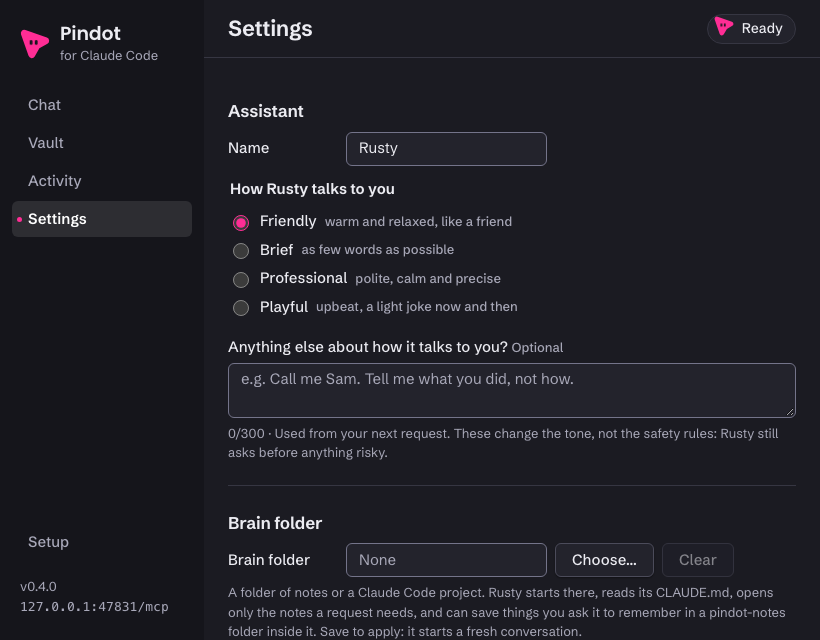 Pindot
for Claude Code
Chat
Vault
Activity
Settings
Setup
v0.4.0
127.0.0.1:47831/mcp
Settings
Ready
Assistant
Name
Rusty
How Rusty talks to you
Friendly warm and relaxed, like a friend
Brief as few words as possible
Professional polite, calm and precise
Playful upbeat, a light joke now and then
Anything else about how it talks to you? Optional
e.g. Call me Sam. Tell me what you did, not how.
0/300 · Used from your next request. These change the tone, not the safety rules: Rusty still
asks before anything risky.
Brain folder
Brain folder None Choose... Clear
A folder of notes or a Claude Code project. Rusty starts there, reads its CLAUDE.md, opens
only the notes a request needs, and can save things you ask it to remember in a pindot-notes
folder inside it. Save to apply: it starts a fresh conversation.